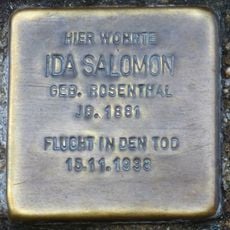 HIER WOHNTE
IDA SALOMON
GEB. ROSENTHAL
JG. 1881
FLUCHT IN DEN TOD
15.11.1938